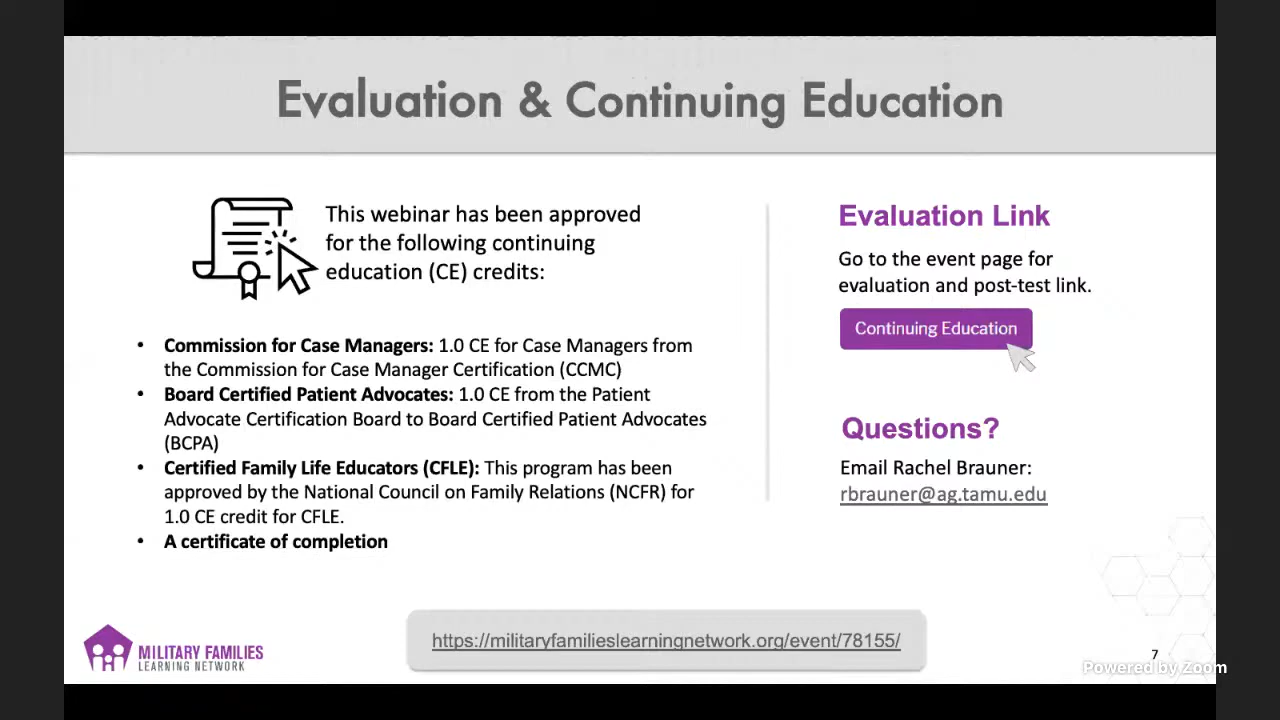 Evaluation & Continuing Education
This webinar has been approved
for the following continuing
education (CE) credits:
• Commission for Case Managers: 1.0 CE for Case Managers from
the Commission for Case Manager Certification (CCMC)
• Board Certified Patient Advocates: 1.0 CE from the Patient
Advocate Certification Board to Board Certified Patient Advocates
(BCPA)
• Certified Family Life Educators (CFLE): This program has been
approved by the National Council on Family Relations (NCFR) for
1.0 CE credit for CFLE.
• A certificate of completion
Evaluation Link
Go to the event page for
evaluation and post-test link.
Continuing Education
Questions?
Email Rachel Brauner:
rbrauner@ag.tamu.edu
MILITARY FAMILIES
LEARNING NETWORK
https://militaryfamilieslearningnetwork.org/event/78155/
7
Powered by Zoom